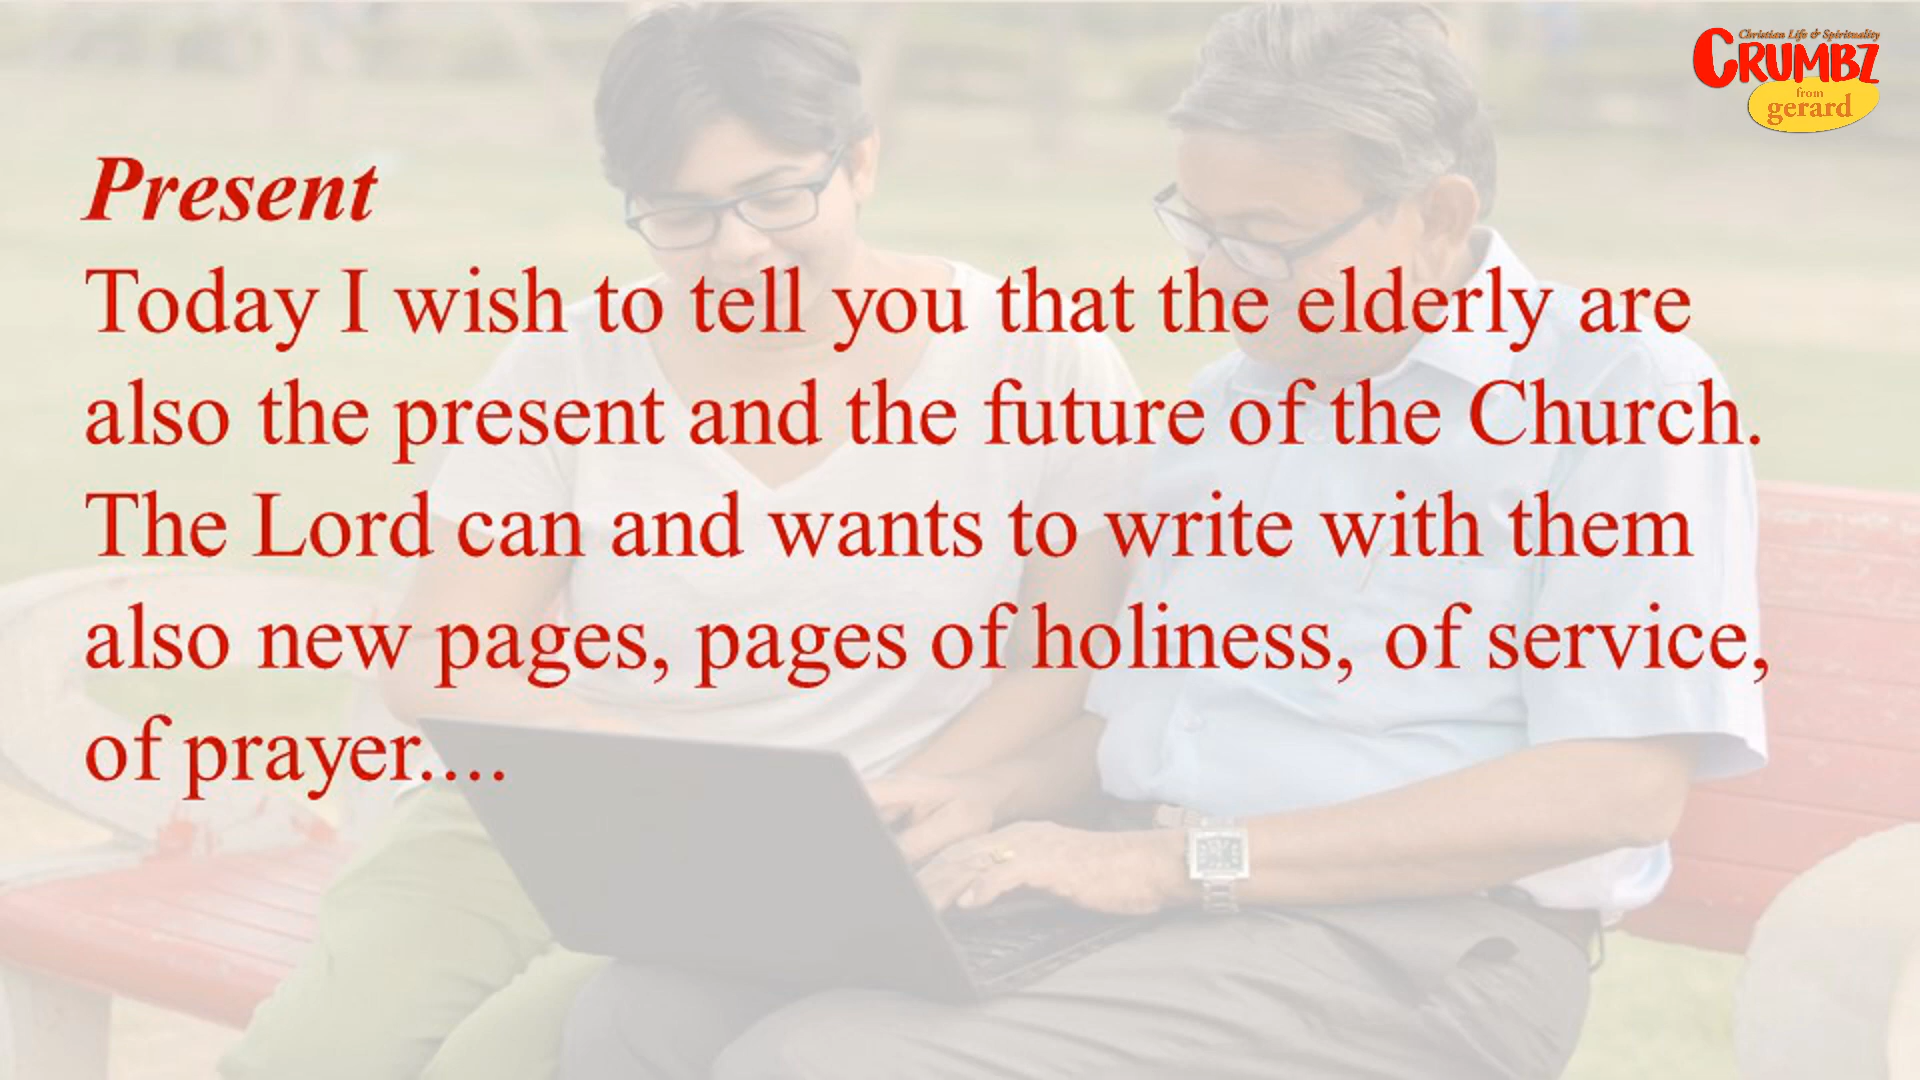 Christian Life & Spirituality
CRUMBZ
from
gerard
Present
Today I wish to tell you that the elderly are
also the present and the future of the Church.
The Lord can and wants to write with them
also new pages, pages of holiness, of service,
of prayer....